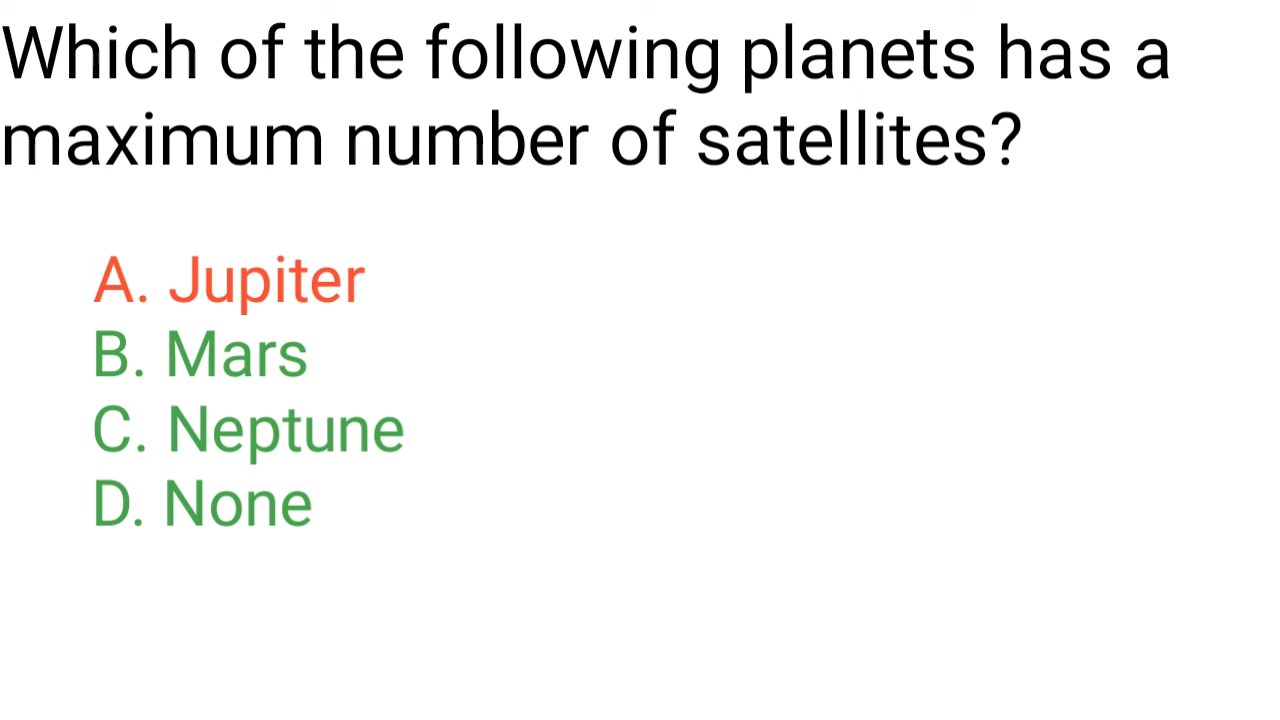 Which of the following planets has a
maximum number of satellites?
A. Jupiter
B. Mars
C. Neptune
D. None